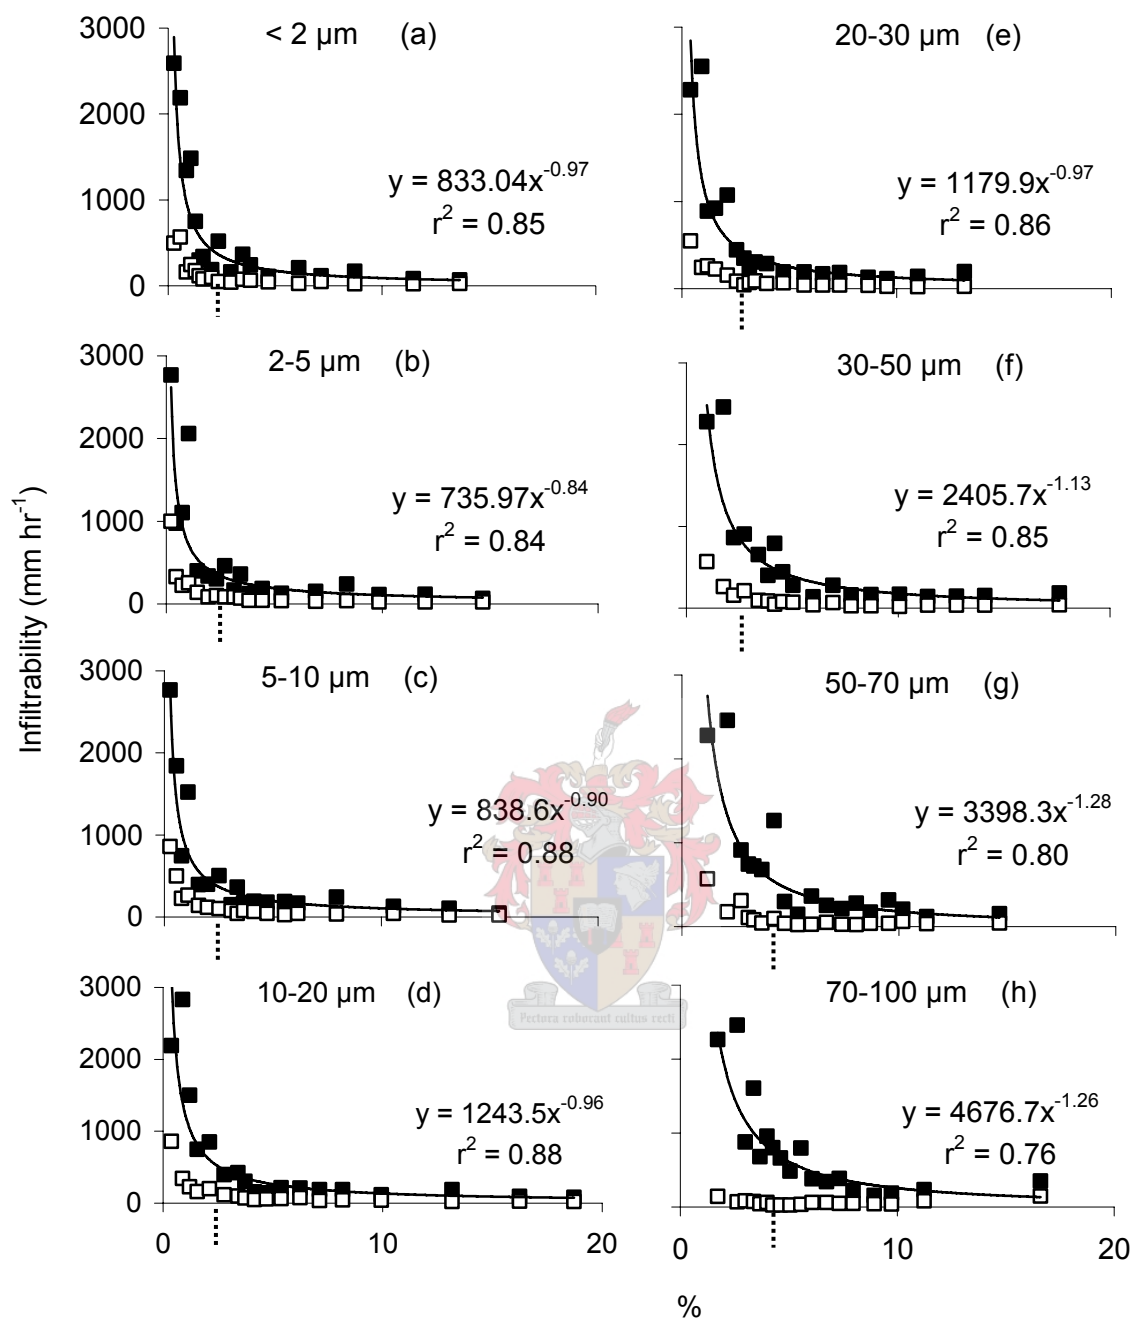 Infiltrability (mm hr⁻¹)
< 2 µm (a)
3000
2000
1000
0
y = 833.04x^-0.97
r² = 0.85
20-30 µm (e)
y = 1179.9x^-0.97
r² = 0.86
2-5 µm (b)
3000
2000
1000
0
y = 735.97x^-0.84
r² = 0.84
30-50 µm (f)
y = 2405.7x^-1.13
r² = 0.85
5-10 µm (c)
3000
2000
1000
0
y = 838.6x^-0.90
r² = 0.88
50-70 µm (g)
y = 3398.3x^-1.28
r² = 0.80
10-20 µm (d)
3000
2000
1000
0
y = 1243.5x^-0.96
r² = 0.88
0 10 20
Pectora roborant cultus recti
70-100 µm (h)
y = 4676.7x^-1.26
r² = 0.76
0 10 20
%